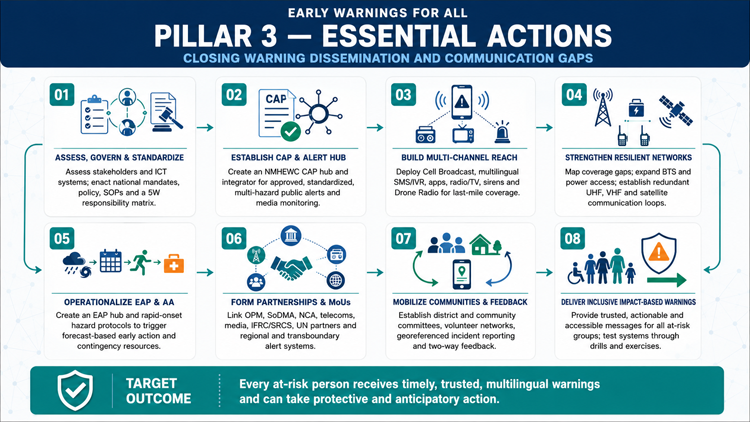 EARLY WARNINGS FOR ALL
PILLAR 3 — ESSENTIAL ACTIONS
CLOSING WARNING DISSEMINATION AND COMMUNICATION GAPS
01
ASSESS, GOVERN & STANDARDIZE
Assess stakeholders and ICT
systems; enact national mandates,
policy, SOPs and a 5W
responsibility matrix.
02
CAP
ESTABLISH CAP & ALERT HUB
Create an NMHEWC CAP hub and
integrator for approved, standardized,
multi-hazard public alerts and
media monitoring.
03
BUILD MULTI-CHANNEL REACH
Deploy Cell Broadcast, multilingual
SMS/IVR, apps, radio/TV, sirens and
Drone Radio for last-mile coverage.
04
STRENGTHEN RESILIENT NETWORKS
Map coverage gaps; expand BTS and
power access; establish redundant
UHF, VHF and satellite
communication loops.
05
OPERATIONALIZE EAP & AA
Create an EAP hub and rapid-onset
hazard protocols to trigger
forecast-based early action and
contingency resources.
06
FORM PARTNERSHIPS & MoUs
Link OPM, SoDMA, NCA, telecoms,
media, IFRC/SRCS, UN partners and
regional and transboundary
alert systems.
07
MOBILIZE COMMUNITIES & FEEDBACK
Establish district and community
committees, volunteer networks,
georeferenced incident reporting
and two-way feedback.
08
DELIVER INCLUSIVE IMPACT-BASED WARNINGS
Provide trusted, actionable and
accessible messages for all at-risk
groups; test systems through
drills and exercises.
TARGET
OUTCOME
Every at-risk person receives timely, trusted, multilingual warnings
and can take protective and anticipatory action.